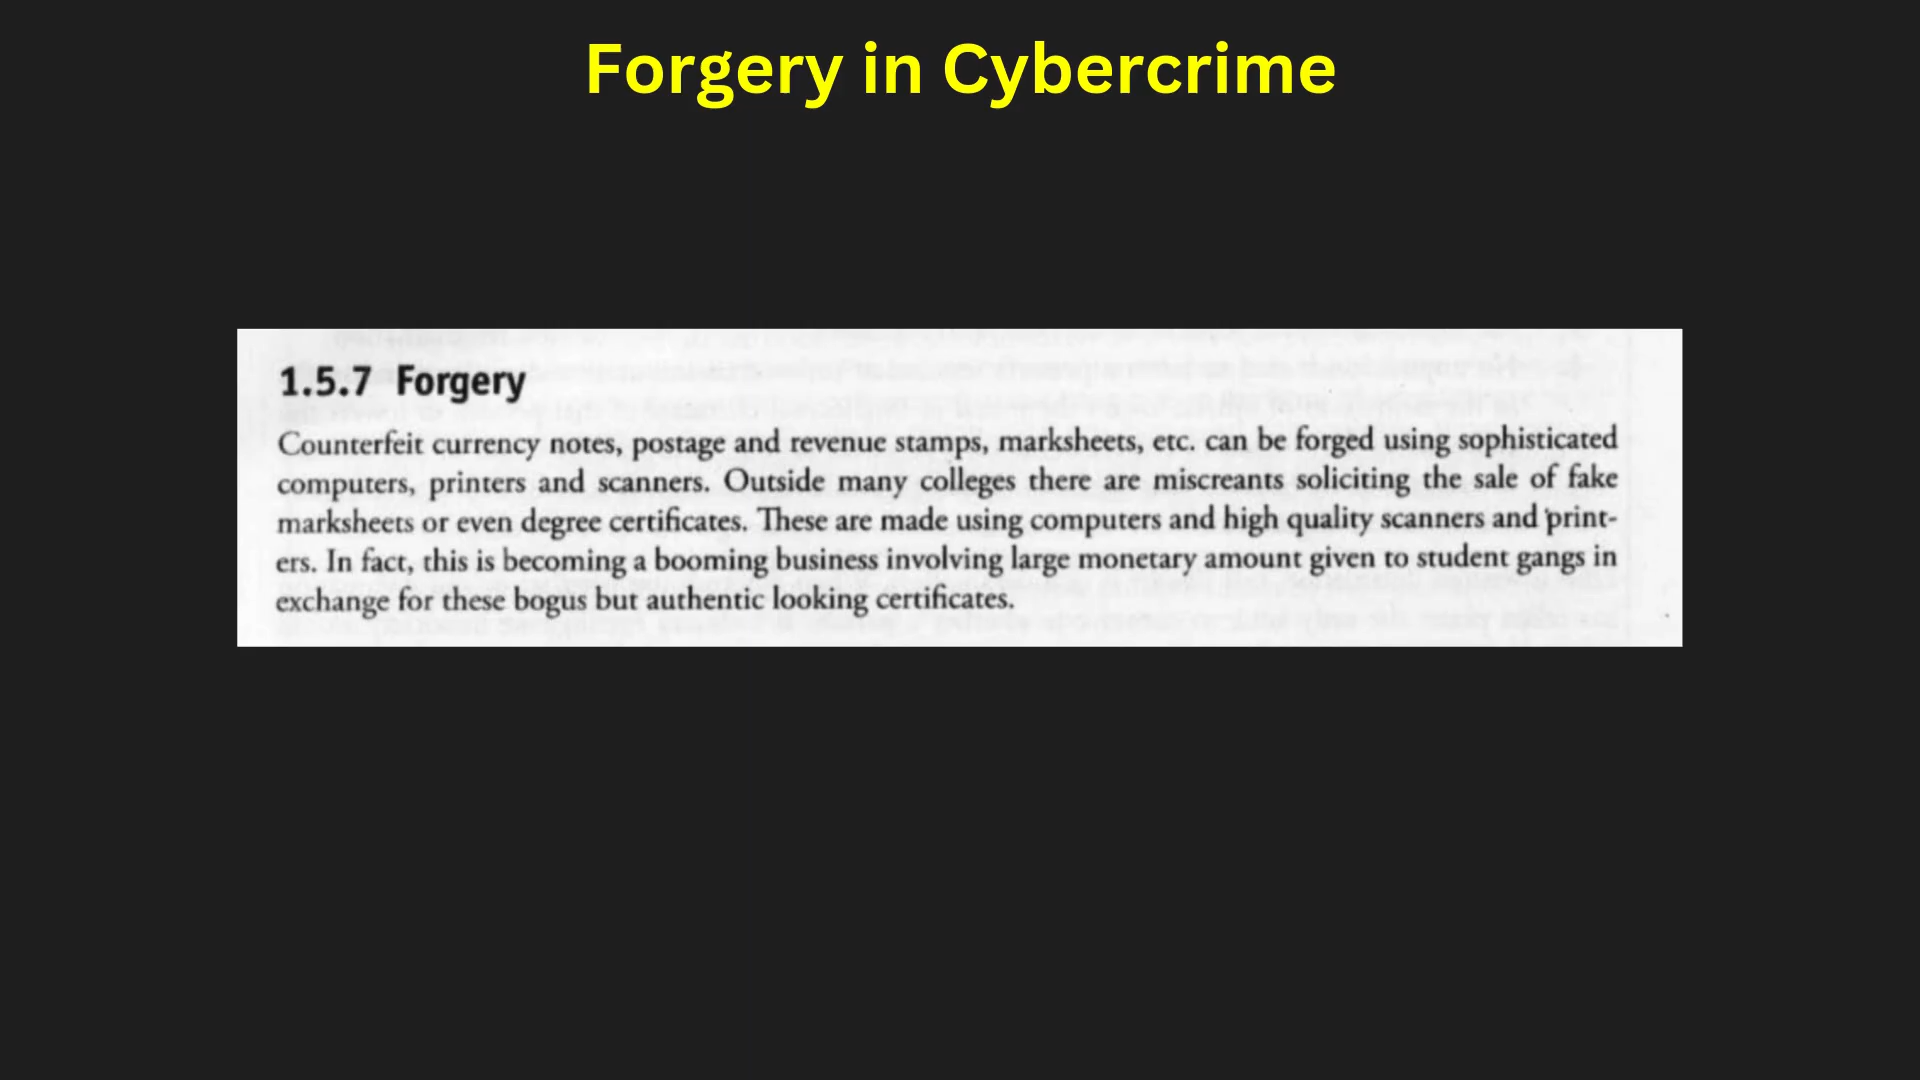 Forgery in Cybercrime
1.5.7 Forgery
Counterfeit currency notes, postage and revenue stamps, marksheets, etc. can be forged using sophisticated
computers, printers and scanners. Outside many colleges there are miscreants soliciting the sale of fake
marksheets or even degree certificates. These are made using computers and high quality scanners and print-
ers. In fact, this is becoming a booming business involving large monetary amount given to student gangs in
exchange for these bogus but authentic looking certificates.